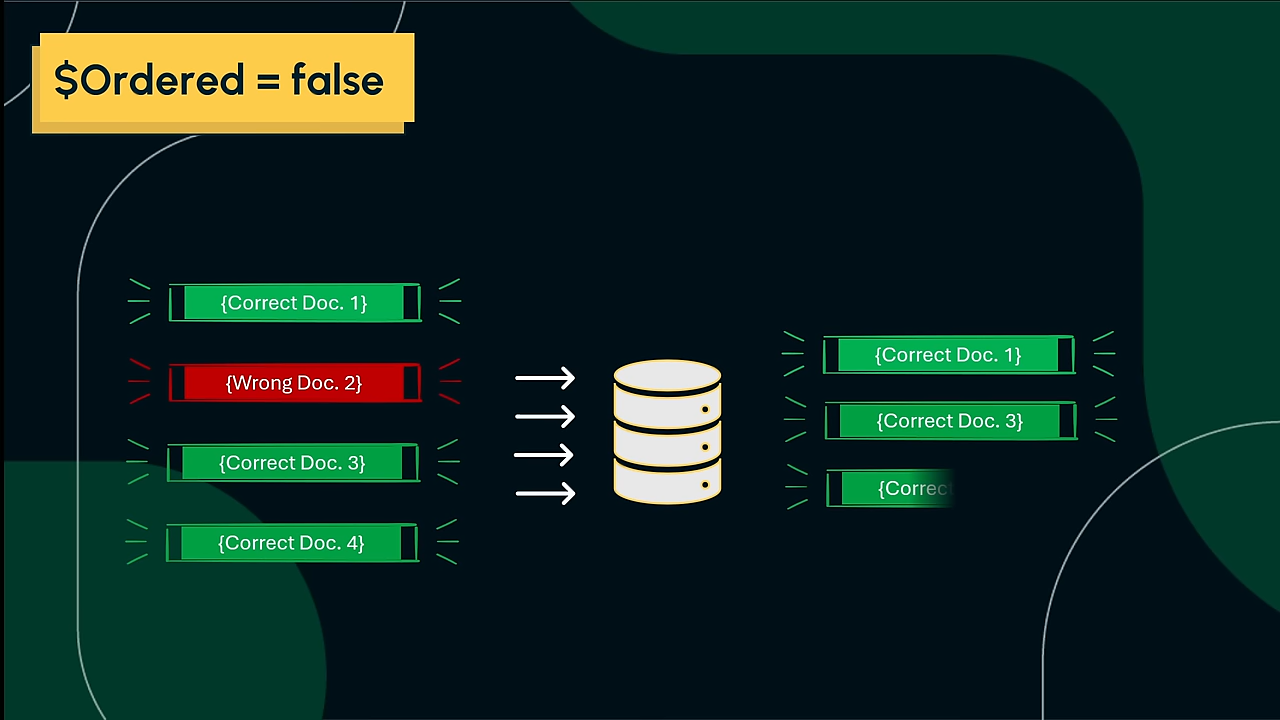 $Ordered = false
{Correct Doc. 1}
{Wrong Doc. 2}
{Correct Doc. 3}
{Correct Doc. 4}
{Correct Doc. 1}
{Correct Doc. 3}
{Correct